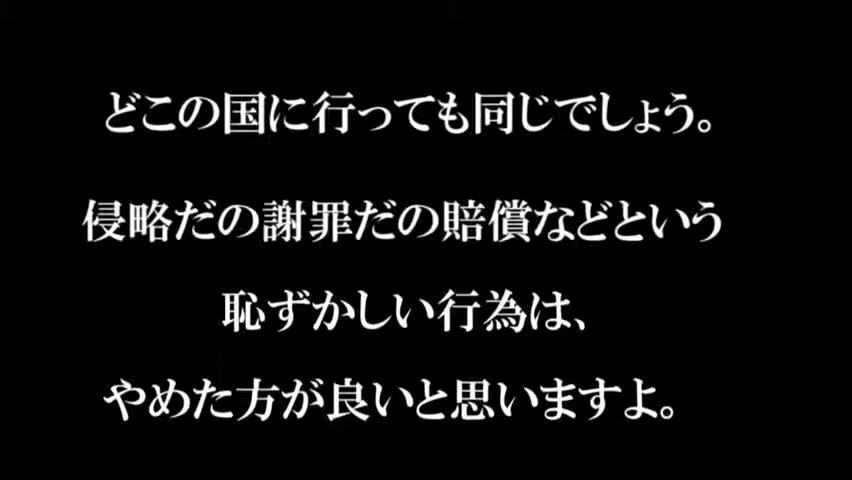 どこの国に行っても同じでしょう。
侵略だの謝罪だの賠償などという
恥ずかしい行為は、
やめた方が良いと思いますよ。